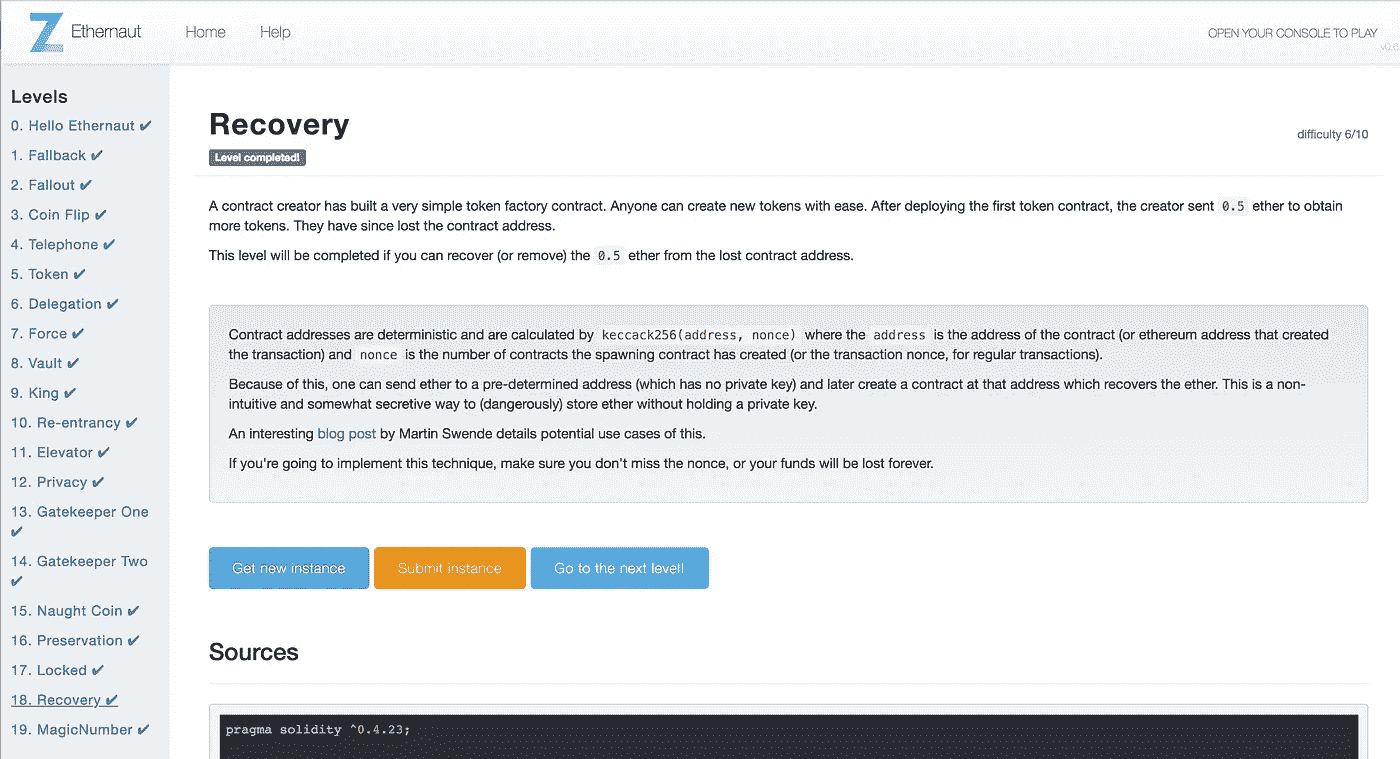 Ethernaut
Home
Help
OPEN YOUR CONSOLE TO PLAY
v0.6
Levels
0. Hello Ethernaut ✔
1. Fallback ✔
2. Fallout ✔
3. Coin Flip ✔
4. Telephone ✔
5. Token ✔
6. Delegation ✔
7. Force ✔
8. Vault ✔
9. King ✔
10. Re-entrancy ✔
11. Elevator ✔
12. Privacy ✔
13. Gatekeeper One
✔
14. Gatekeeper Two
✔
15. Naught Coin ✔
16. Preservation ✔
17. Locked ✔
18. Recovery ✔
19. MagicNumber ✔
Recovery
difficulty 6/10
Level completed!
A contract creator has built a very simple token factory contract. Anyone can create new tokens with ease. After deploying the first token contract, the creator sent 0.5 ether to obtain
more tokens. They have since lost the contract address.
This level will be completed if you can recover (or remove) the 0.5 ether from the lost contract address.
Contract addresses are deterministic and are calculated by keccack256(address, nonce) where the address is the address of the contract (or ethereum address that created
the transaction) and nonce is the number of contracts the spawning contract has created (or the transaction nonce, for regular transactions).
Because of this, one can send ether to a pre-determined address (which has no private key) and later create a contract at that address which recovers the ether. This is a non-
intuitive and somewhat secretive way to (dangerously) store ether without holding a private key.
An interesting blog post by Martin Swende details potential use cases of this.
If you're going to implement this technique, make sure you don't miss the nonce, or your funds will be lost forever.
Get new instance
Submit instance
Go to the next level!
Sources
pragma solidity ^0.4.23;